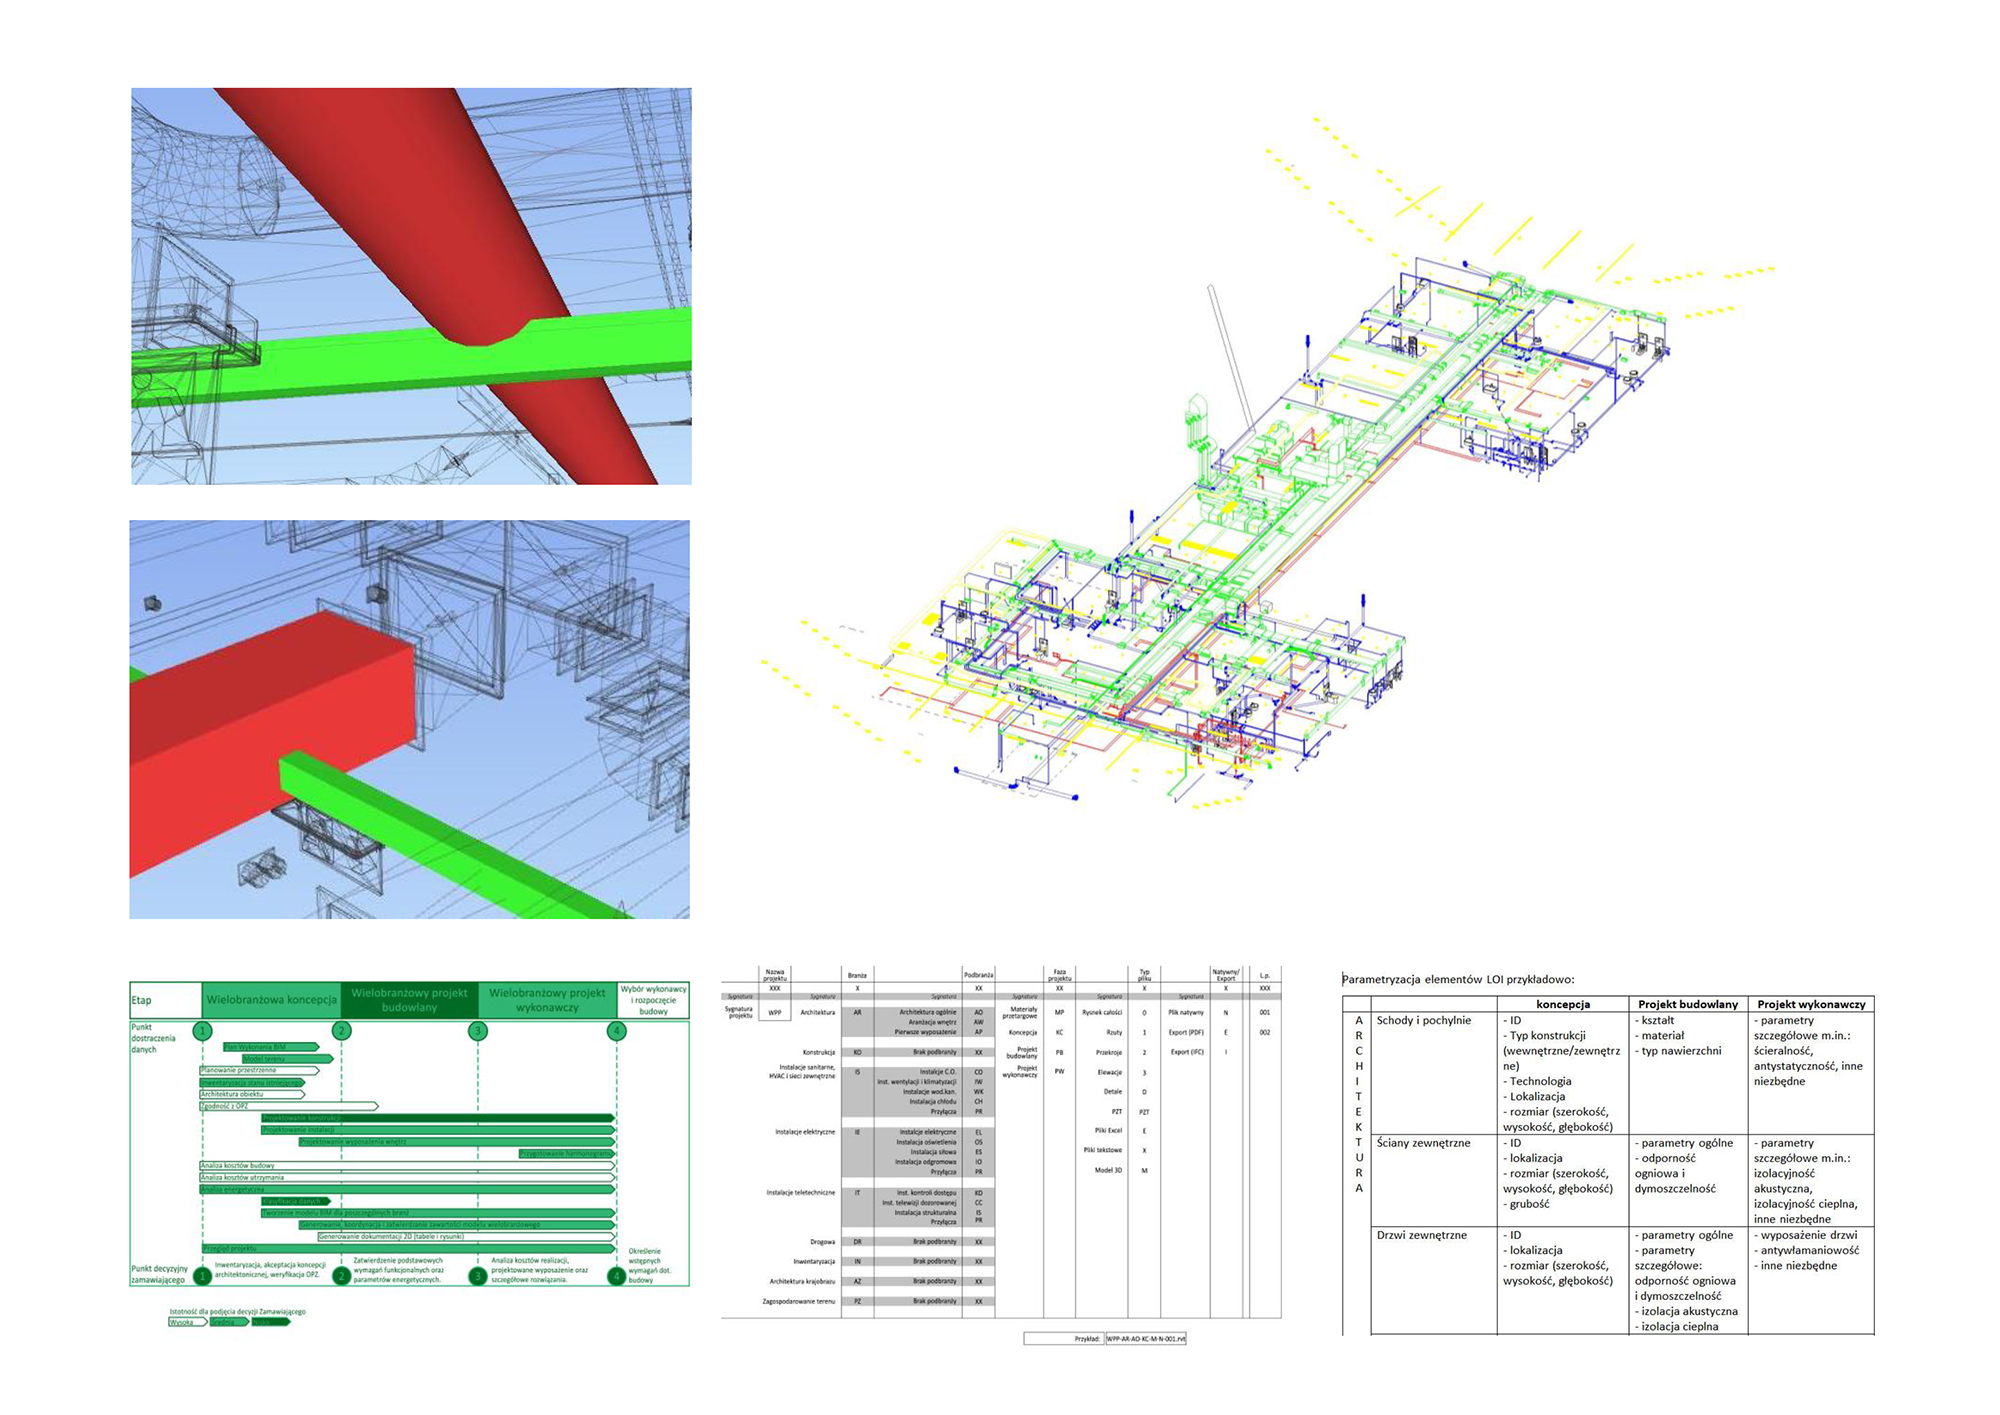 Etap
Wielobranżowa koncepcja
Wielobranżowy projekt
budowlany
Wielobranżowy projekt
wykonawczy
Wybór wykonawcy
i rozpoczęcie
budowy
Punkt
dostraczenia
danych
1
2
3
4
Plan Wykonania BIM
Model terenu
Planowanie przestrzenne
Inwentaryzacja stanu istniejącego
Architektura obiektu
Zgodność z OPZ
Projektowanie konstrukcji
Projektowanie instalacji
Projektowanie wyposażenia wnętrz
Przygotowanie harmonogramu
Analiza kosztów budowy
Analiza kosztów utrzymania
Analiza energetyczna
Klasyfikacja danych
Tworzenie modelu BIM dla poszczególnych branż
Generowanie, koordynacja i zatwierdzanie zawartości modelu wielobranżowego
Generowanie dokumentacji 2D (tabele i rysunki)
Przegląd projektu
Punkt decyzyjny
zamawiającego
1
Inwentaryzacja, akceptacja koncepcji
architektonicznej, weryfikacja OPZ.
2
Zatwierdzenie podstawowych
wymagań funkcjonalnych oraz
parametrów energetycznych.
3
Analiza kosztów realizacji,
projektowane wyposażenie oraz
szczegółowe rozwiązania.
4
Określenie
wstępnych
wymagań dot.
budowy
Istotność dla podjęcia decyzji Zamawiającego
Wysoka
Średnia
Nazwa projektu Branża Podbranża Faza projektu Typ pliku Natywny/Export L.p.
XXX X XX XX X X XXX
Sygnatura Sygnatura Sygnatura Sygnatura Sygnatura Sygnatura
Sygnatura projektu WPP Architektura AR Architektura ogólnie AO Materiały przetargowe MP Rysnek całości 0 Plik natywny N 001
Aranżacja wnętrz AW
Pierwsze wyposażenie AP Koncepcja KC Rzuty 1 Export (PDF) E 002
Konstrukcja KO Brak podbranży XX Projekt budowlany PB Przekroje 2 Export (IFC) I
Instalacje sanitarne, HVAC i sieci zewnętrzne IS Instalcje C.O. CO Projekt wykonawczy PW Elewacje 3
Inst. wentylacji i klimatyzacji IW
Instalacje wod.kan. WK Detale D
Instalacja chłodu CH
Przyłącza PR PZT PZT
Instalacje elektryczne IE Instalcje elektryczne EL Pliki Excel E
Instalacja oświetlenia OS
Instalacja siłowa ES Pliki tekstowe X
Instalacja odgromowa IO
Przyłącza PR Model 3D M
Instalacje teletechniczne IT Inst. kontroli dostępu KD
Inst. telewizji dozorowanej CC
Instalacja strukturalna IS
Przyłącza PR
Drogowa DR Brak podbranży XX
Inwentaryzacja IN Brak podbranży XX
Architektura krajobrazu AZ Brak podbranży XX
Zagospodarowanie terenu PZ Brak podbranży XX
Przykład: WPP-AR-AO-KC-M-N-001.rvt
Parametryzacja elementów LOI przykładowo:
koncepcja Projekt budowlany Projekt wykonawczy
ARCHITEKTURA
Schody i pochylnie
- ID
- Typ konstrukcji
(wewnętrzne/zewnętrz
ne)
- Technologia
- Lokalizacja
- rozmiar (szerokość,
wysokość, głębokość)
- kształt
- materiał
- typ nawierzchni
- parametry
szczegółowe m.in.:
ścieralność,
antystatyczność, inne
niezbędne
Ściany zewnętrzne
- ID
- lokalizacja
- rozmiar (szerokość,
wysokość, głębokość)
- grubość
- parametry ogólne
- odporność
ogniowa i
dymoszczelność
- parametry
szczegółowe m.in.:
izolacyjność
akustyczna,
izolacyjność cieplna,
inne niezbędne
Drzwi zewnętrzne
- ID
- lokalizacja
- rozmiar (szerokość,
wysokość, głębokość)
- parametry ogólne
- parametry
szczegółowe:
odporność ogniowa
i dymoszczelność
- izolacja akustyczna
- izolacja cieplna
- wyposażenie drzwi
- antywłamaniowość
- inne niezbędne